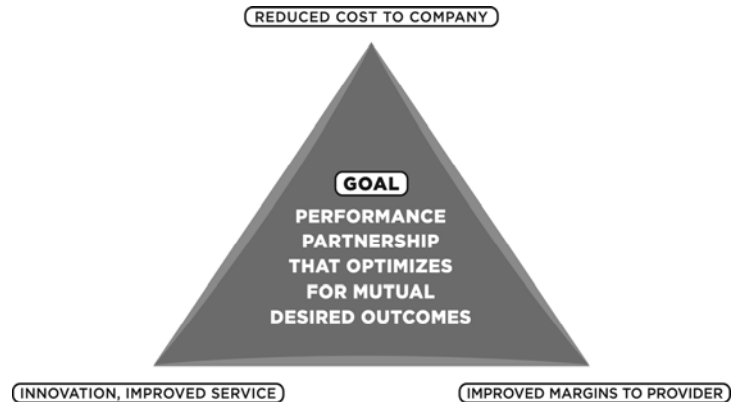 REDUCED COST TO COMPANY
GOAL
PERFORMANCE
PARTNERSHIP
THAT OPTIMIZES
FOR MUTUAL
DESIRED OUTCOMES
INNOVATION, IMPROVED SERVICE
IMPROVED MARGINS TO PROVIDER